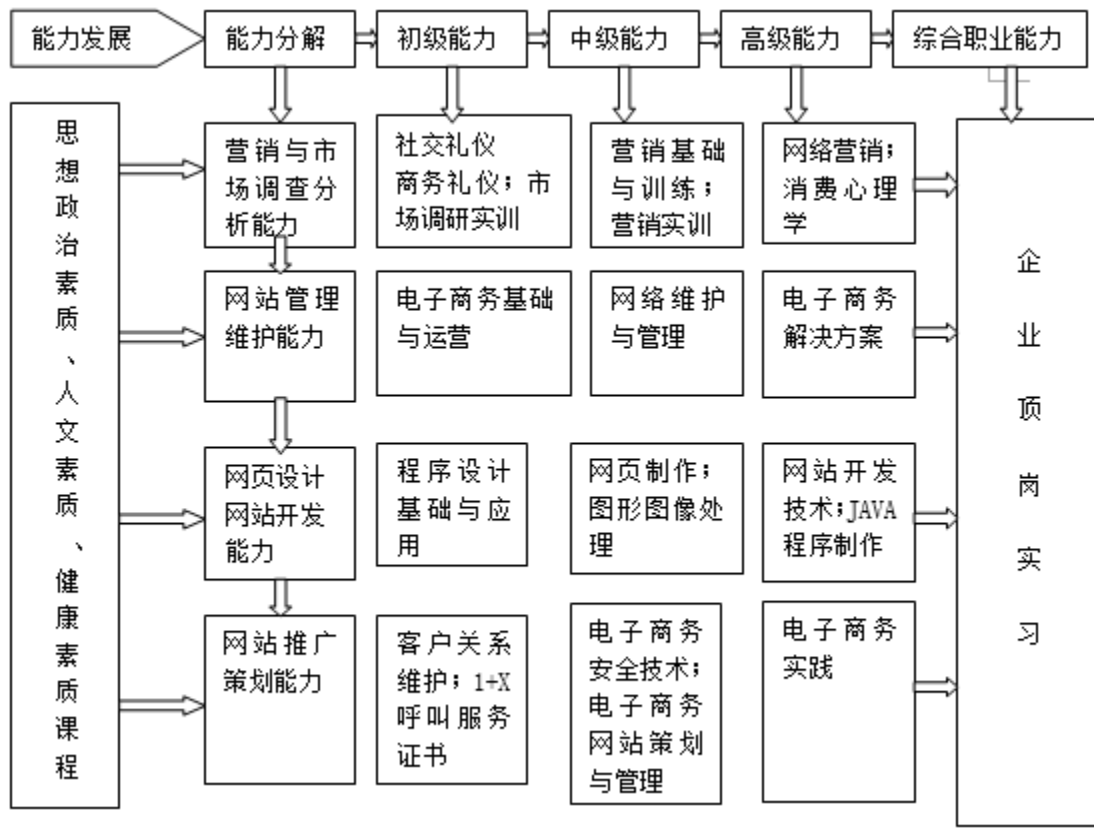 能力发展
能力分解
初级能力
中级能力
高级能力
综合职业能力
思想政治素质、人文素质、健康素质课程
营销与市
场调查分
析能力
社交礼仪
商务礼仪；市
场调研实训
营销基础
与训练；
营销实训
网络营销；
消费心理
学
网站管理
维护能力
电子商务基础
与运营
网络维护
与管理
电子商务
解决方案
网页设计
网站开发
能力
程序设计
基础与应
用
网页制作；
图形图像处
理
网站开发
技术；JAVA
程序制作
网站推广
策划能力
客户关系
维护；1+X
呼叫服务
证书
电子商务
安全技术；
电子商务
网站策划
与管理
电子商务
实践
企业顶岗实习